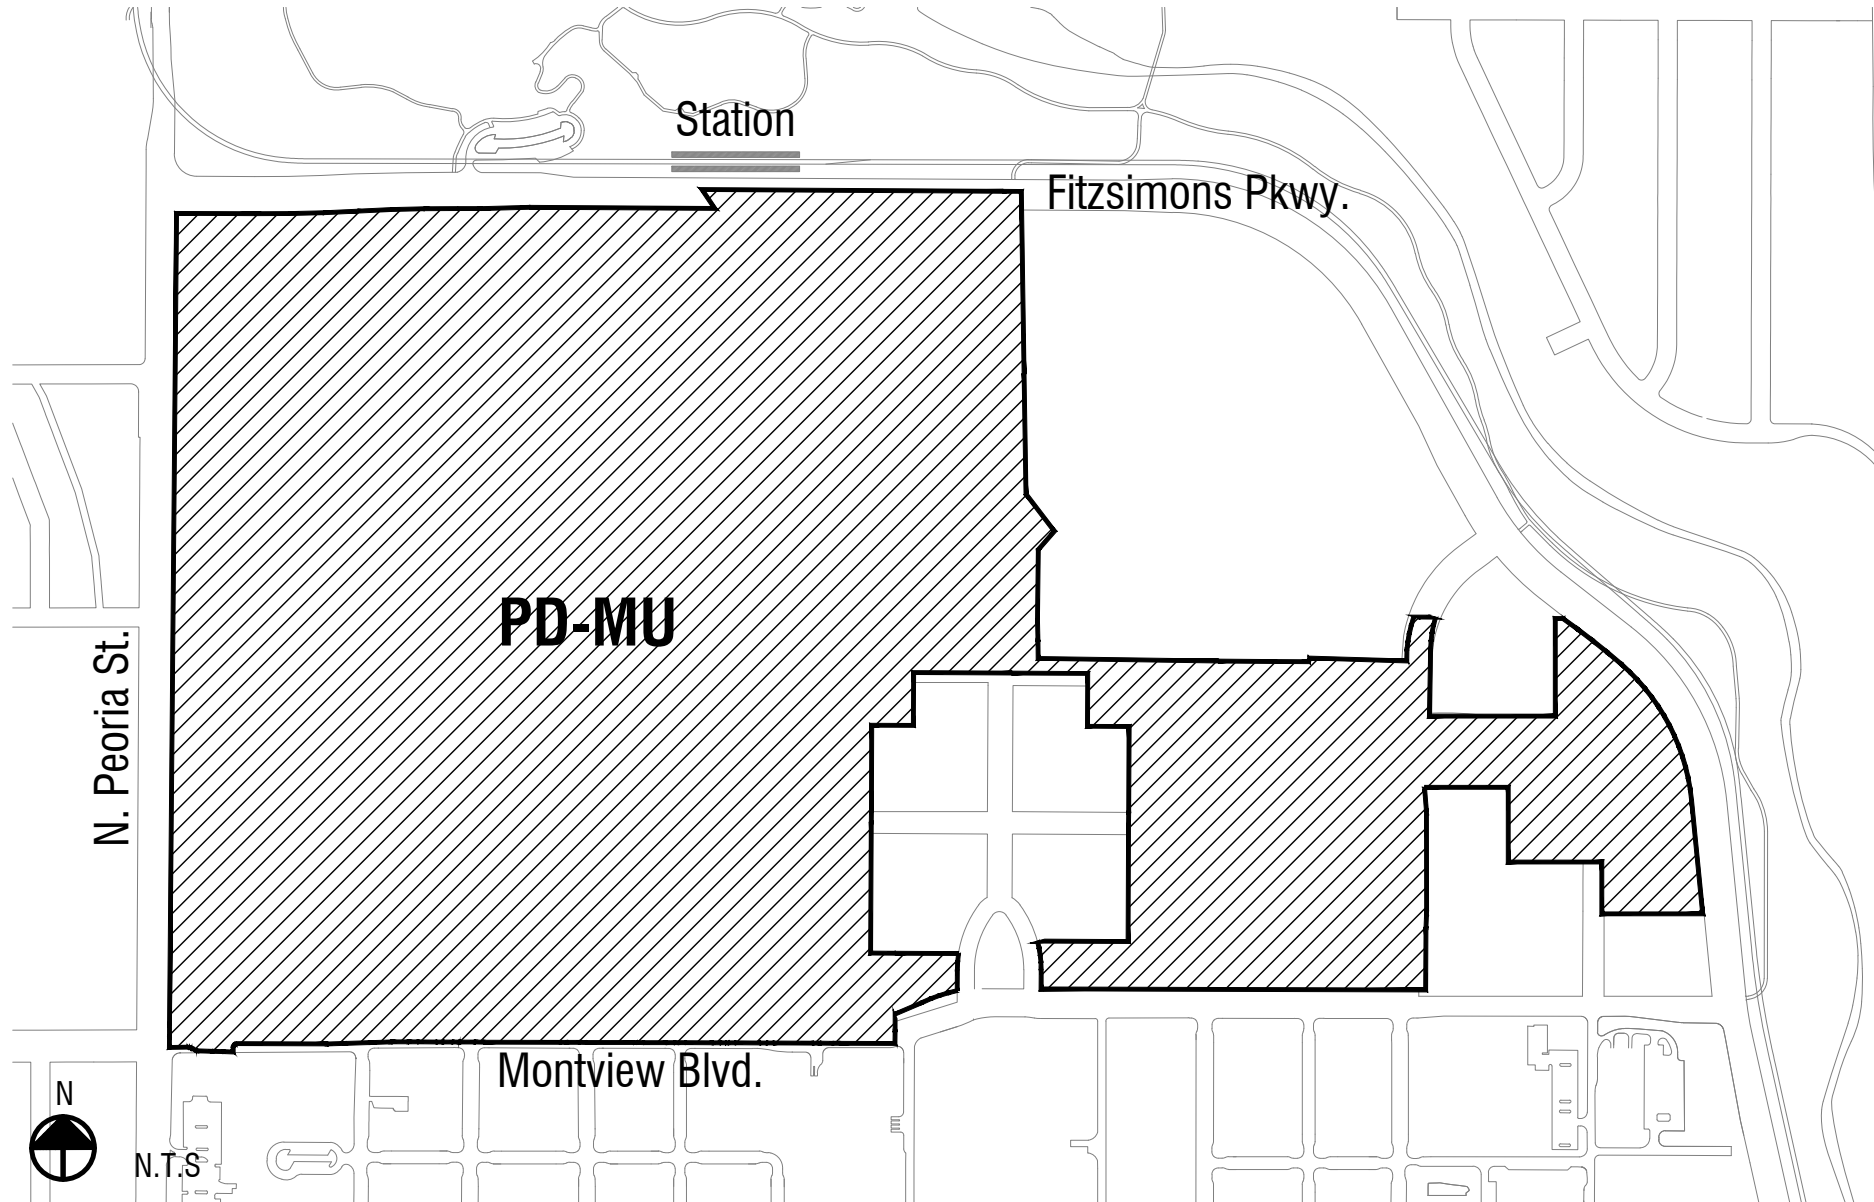 Station
Fitzsimons Pkwy.
PD-MU
N. Peoria St.
Montview Blvd.
N
N.T.S